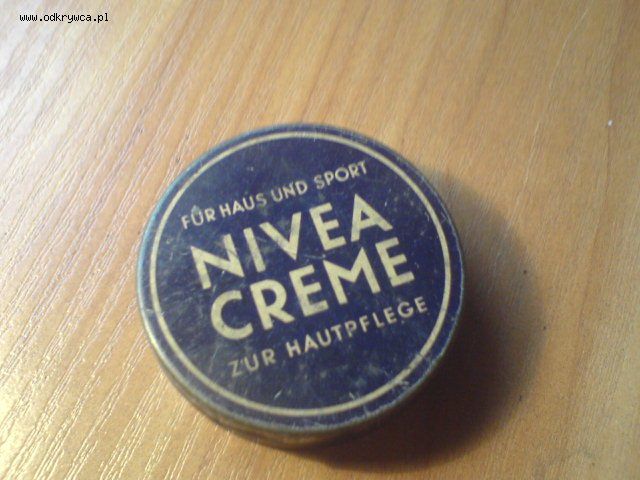 www.odkrywca.pl
FÜR HAUS UND SPORT
NIVEA
CREME
ZUR HAUTPFLEGE